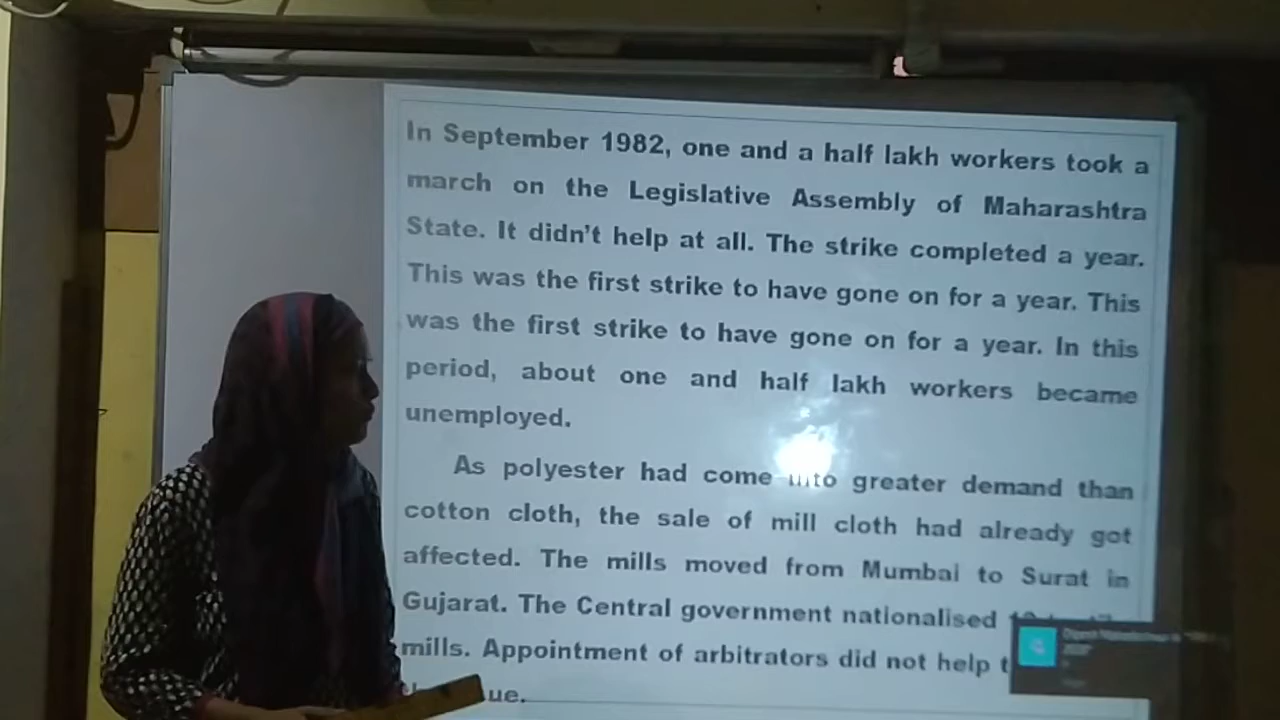 In September 1982, one and a half lakh workers took a
march on the Legislative Assembly of Maharashtra
State. It didn't help at all. The strike completed a year.
This was the first strike to have gone on for a year. This
was the first strike to have gone on for a year. In this
period, about one and half lakh workers became
unemployed.
As polyester had come into greater demand than
cotton cloth, the sale of mill cloth had already got
affected. The mills moved from Mumbai to Surat in
Gujarat. The Central government nationalised
mills. Appointment of arbitrators did not help